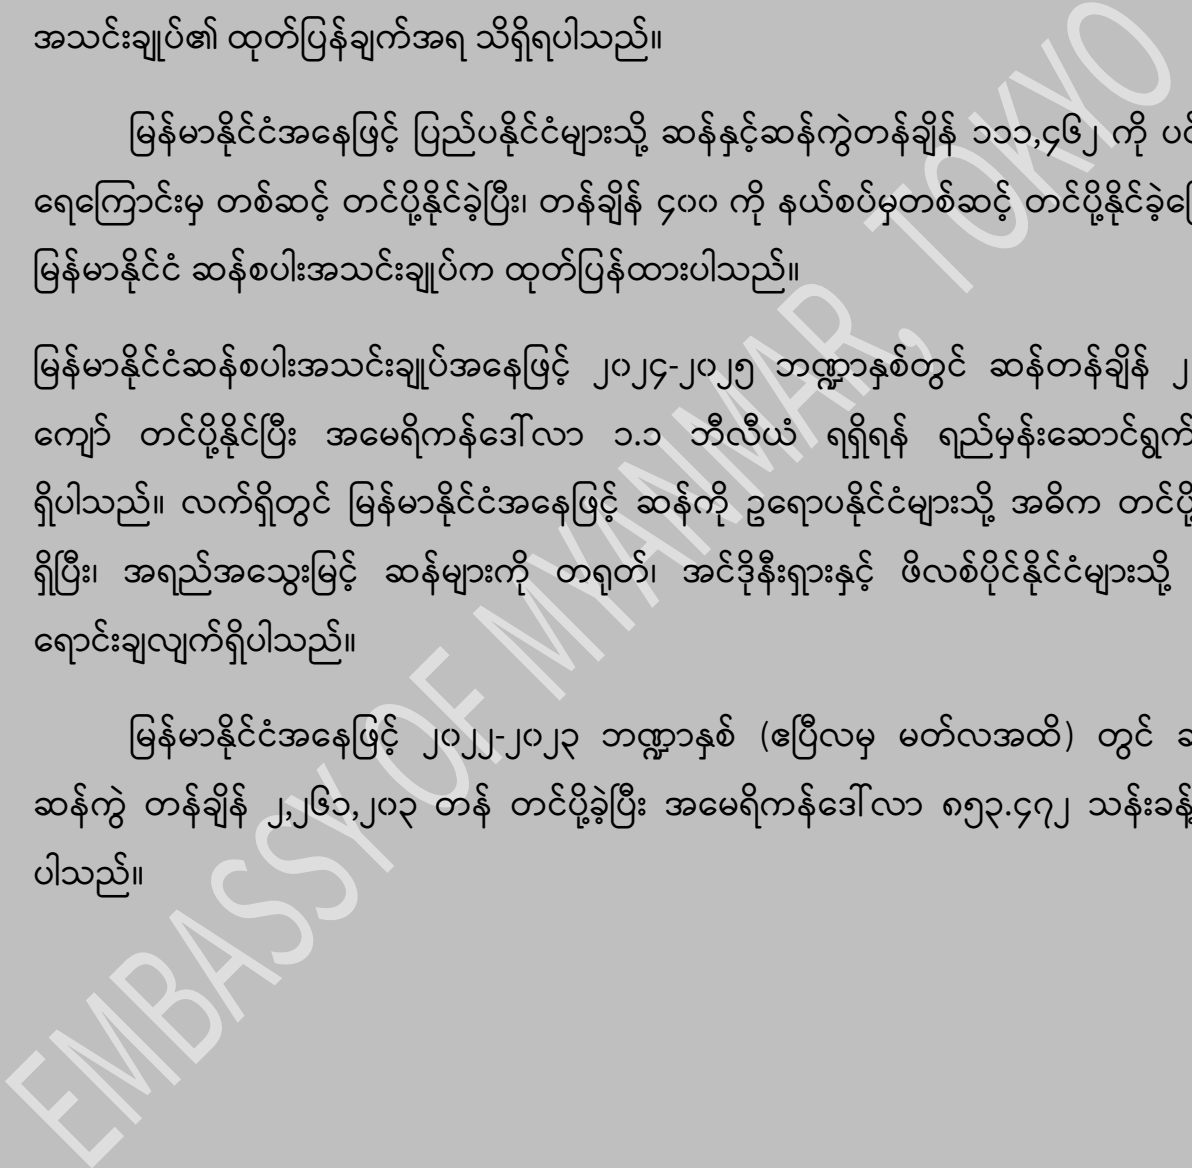 အသင်းချုပ်၏ ထုတ်ပြန်ချက်အရ သိရှိရပါသည်။
မြန်မာနိုင်ငံအနေဖြင့် ပြည်ပနိုင်ငံများသို့ ဆန်နှင့်ဆန်ကွဲတန်ချိန် ၁၁၁,၄၆၂ ကို
ရေကြောင်းမှ တစ်ဆင့် တင်ပို့နိုင်ခဲ့ပြီး၊ တန်ချိန် ၄၀၀ ကို နယ်စပ်မှတစ်ဆင့်
မြန်မာနိုင်ငံ ဆန်စပါးအသင်းချုပ်က ထုတ်ပြန်ထားပါသည်။
မြန်မာနိုင်ငံဆန်စပါးအသင်းချုပ်အနေဖြင့် ၂၀၂၄-၂၀၂၅ ဘဏ္ဍာနှစ်တွင် ဆန်တန်ချိန်
ကျော် တင်ပို့နိုင်ပြီး အမေရိကန်ဒေါ်လာ ၁.၁ ဘီလီယံ ရရှိရန် ရည်မှန်းဆောင်ရွက်
ရှိပါသည်။ လက်ရှိတွင် မြန်မာနိုင်ငံအနေဖြင့် ဆန်ကို ဥရောပနိုင်ငံများသို့ အဓိက တင်ပို့
ရှိပြီး၊ အရည်အသွေးမြင့် ဆန်များကို တရုတ်၊ အင်ဒိုနီးရှားနှင့် ဖိလစ်ပိုင်နိုင်ငံများသို့
ရောင်းချလျက်ရှိပါသည်။
မြန်မာနိုင်ငံအနေဖြင့် ၂၀၂၂-၂၀၂၃ ဘဏ္ဍာနှစ် (ဧပြီလမှ မတ်လအထိ) တွင်
ဆန်ကွဲ တန်ချိန် ၂,၂၆၁,၂၀၃ တန် တင်ပို့ခဲ့ပြီး အမေရိကန်ဒေါ်လာ ၈၅၃.၄၇၂ သန်းခန့်
ပါသည်။
EMBASSY OF MYANMAR, TOKYO